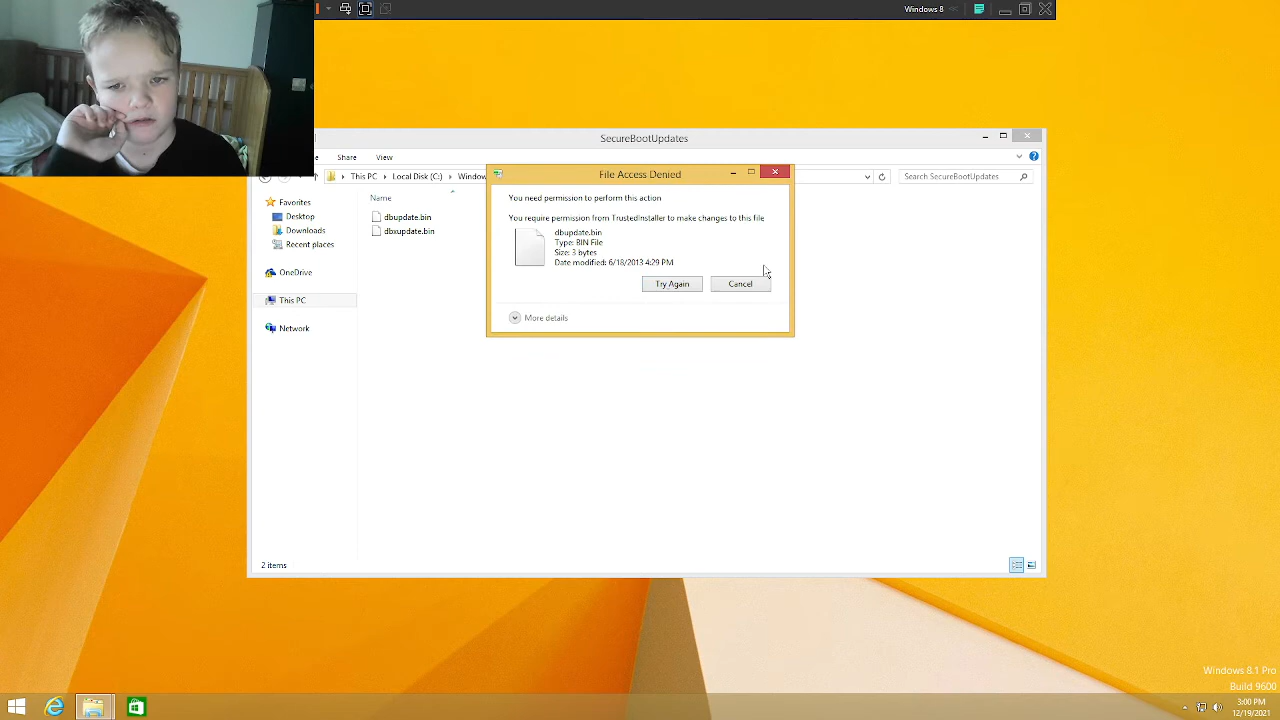 Windows 8
SecureBootUpdates
Share View
This PC Local Disk (C:) Window
Search SecureBootUpdates
File Access Denied
You need permission to perform this action
You require permission from TrustedInstaller to make changes to this file
dbupdate.bin
Type: BIN File
Size: 3 bytes
Date modified: 6/18/2013 4:29 PM
Try Again Cancel
More details
Favorites
Desktop
Downloads
Recent places
OneDrive
This PC
Network
Name
dbupdate.bin
dbxupdate.bin
2 items
Windows 8.1 Pro
Build 9600
3:00 PM
12/19/2021